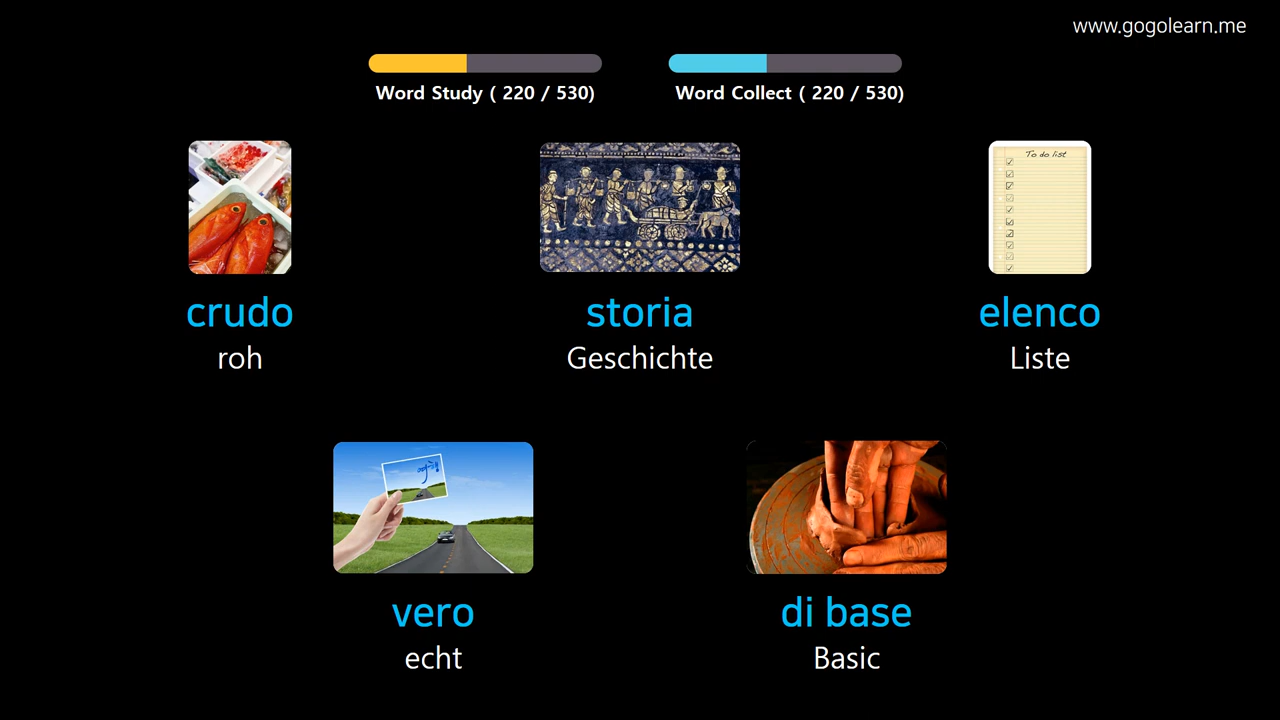 www.gogolearn.me
Word Study ( 220 / 530)
Word Collect ( 220 / 530)
To do list
crudo
storia
elenco
roh
Geschichte
Liste
vero
di base
echt
Basic